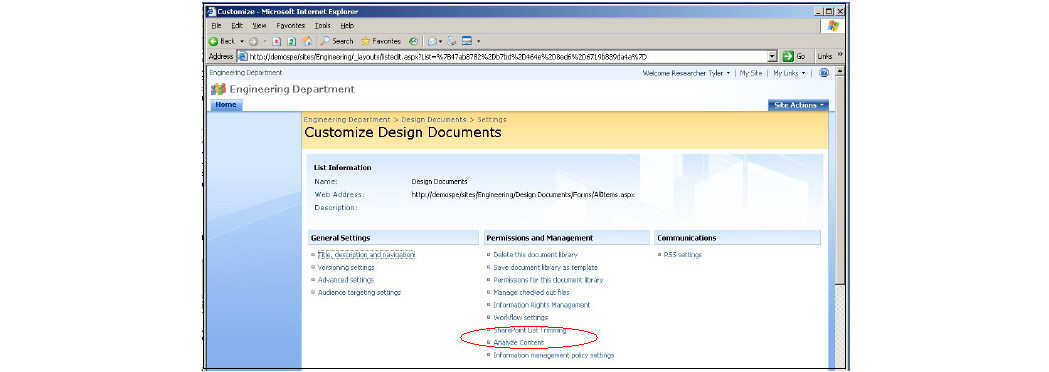 Customize - Microsoft Internet Explorer
File Edit View Favorites Tools Help
Back Search Favorites
Address http://demospe/sites/Engineering/_layouts/listedit.aspx?List=%7B47ab8782%2Db7bd%2D464e%2D8ed6%2D6719b889da4a%7D Go Links »
Engineering Department Welcome Researcher Tyler | My Site | My Links |
Engineering Department
Home Site Actions
Engineering Department > Design Documents > Settings
Customize Design Documents
List Information
Name: Design Documents
Web Address: http://demospe/sites/Engineering/Design Documents/Forms/AllItems.aspx
Description:
General Settings Permissions and Management Communications
Title, description and navigation Delete this document library RSS settings
Versioning settings Save document library as template
Advanced settings Permissions for this document library
Audience targeting settings Manage checked out files
Information Rights Management
Workflow settings
SharePoint List Trimming
Analyze Content
Information management policy settings